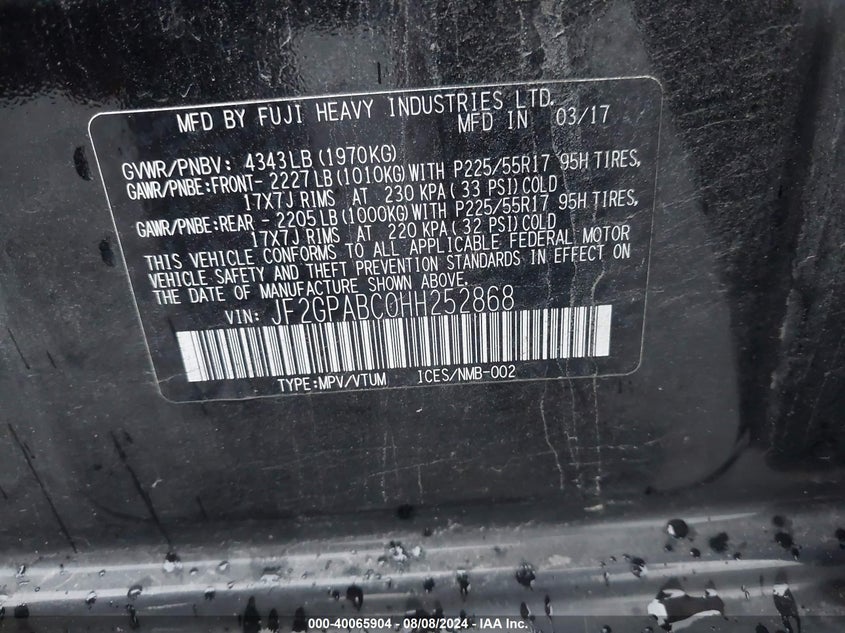 MFD BY FUJI HEAVY INDUSTRIES LTD.
MFD IN 03/17
GVWR/PNBV: 4343LB (1970KG)
GAWR/PNBE:FRONT- 2227LB (1010KG) WITH P225/55R17 95H TIRES,
17X7J RIMS AT 230 KPA ( 33 PSI) COLD
GAWR/PNBE:REAR - 2205LB (1000KG) WITH P225/55R17 95H TIRES,
17X7J RIMS AT 220 KPA ( 32 PSI) COLD
THIS VEHICLE CONFORMS TO ALL APPLICABLE FEDERAL MOTOR
VEHICLE SAFETY AND THEFT PREVENTION STANDARDS IN EFFECT ON
THE DATE OF MANUFACTURE SHOWN ABOVE.
VIN: JF2GPABC0HH252868
TYPE:MPV/VTUM ICES/NMB-002
000-40065904 - 08/08/2024 - IAA Inc.